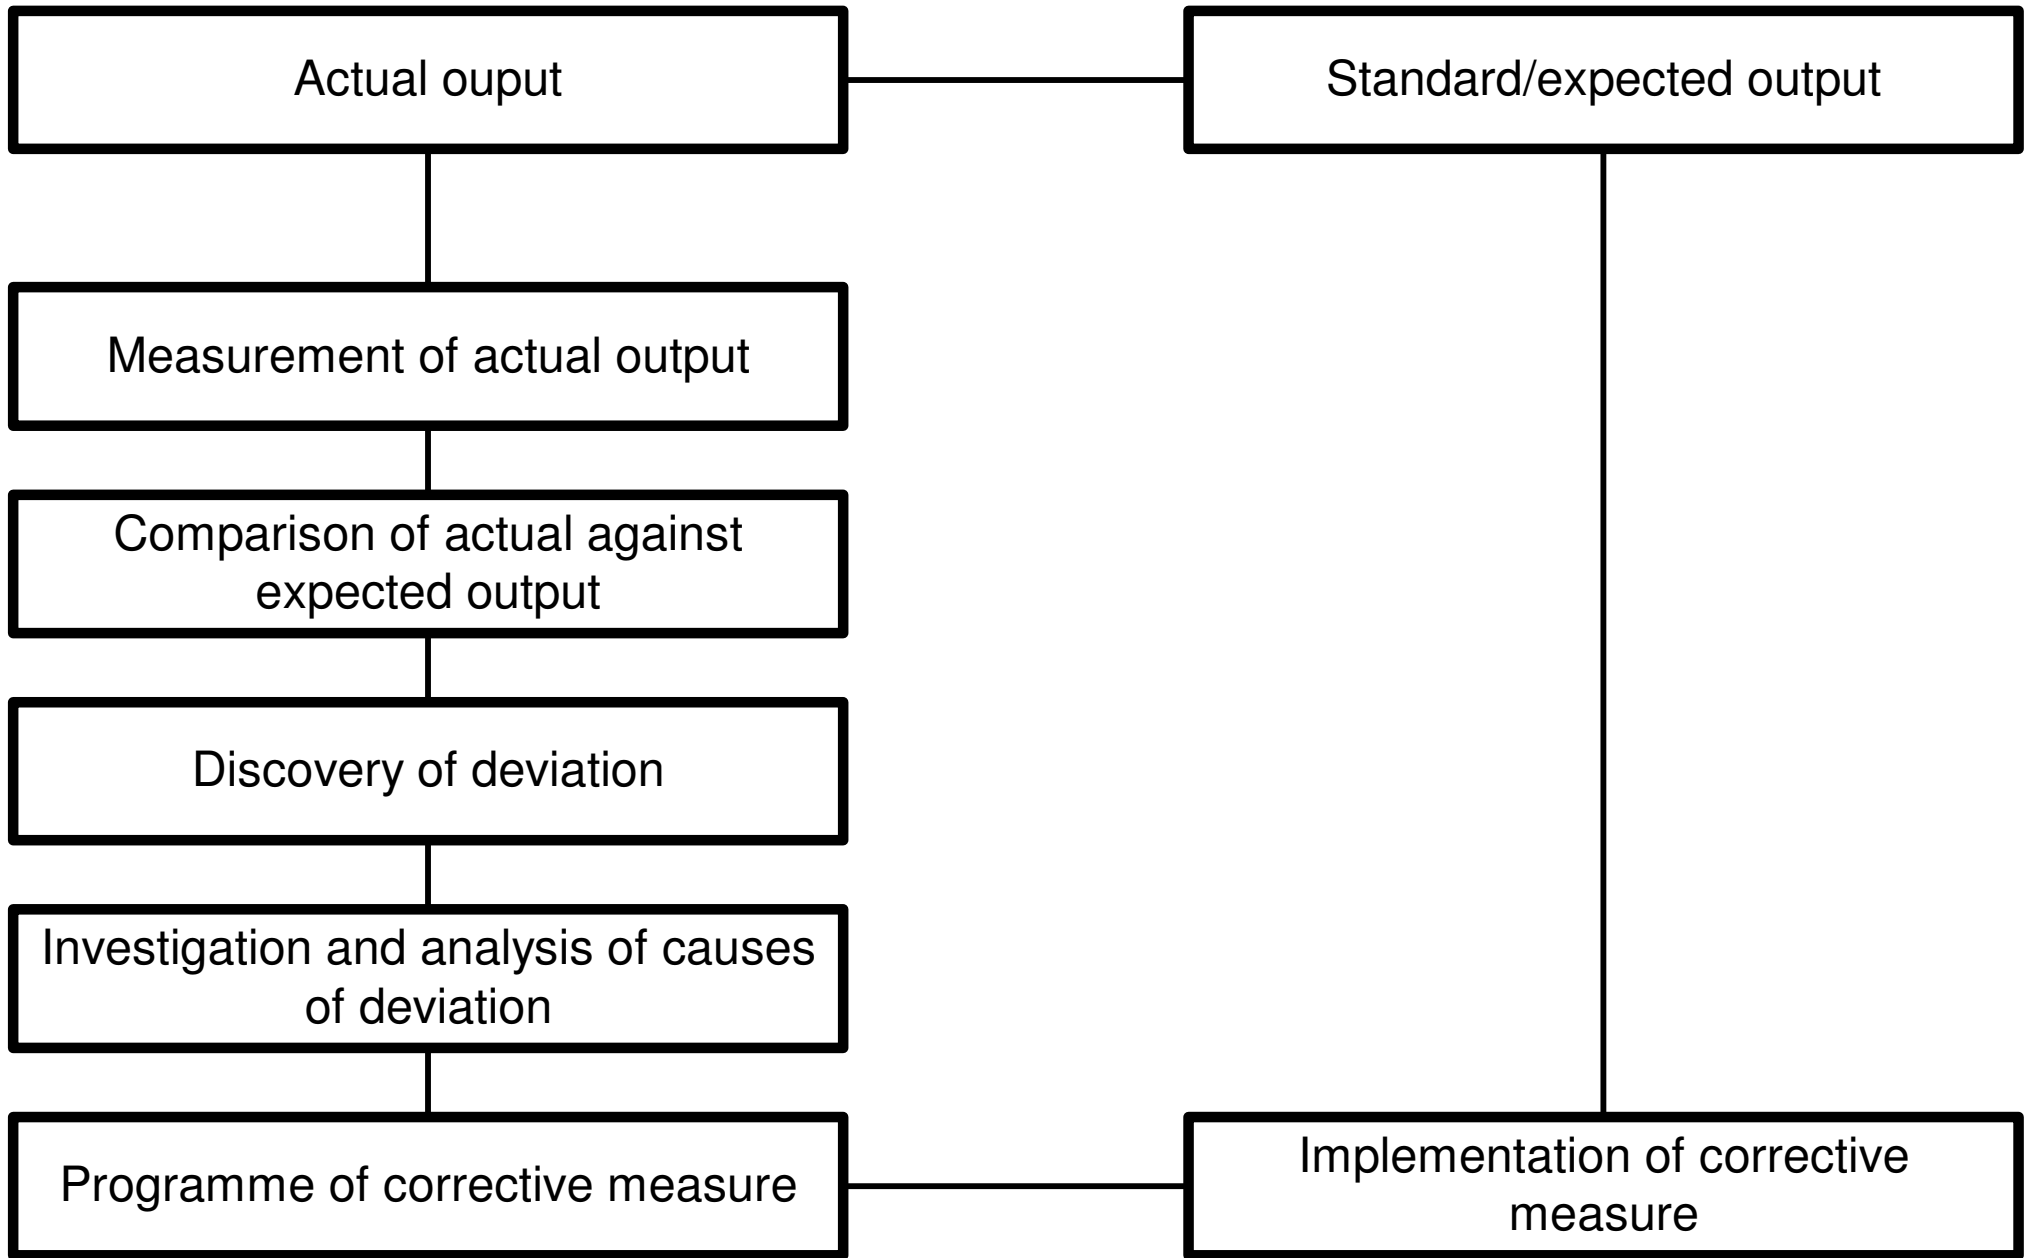 Actual ouput
Standard/expected output
Measurement of actual output
Comparison of actual against
expected output
Discovery of deviation
Investigation and analysis of causes
of deviation
Programme of corrective measure
Implementation of corrective
measure